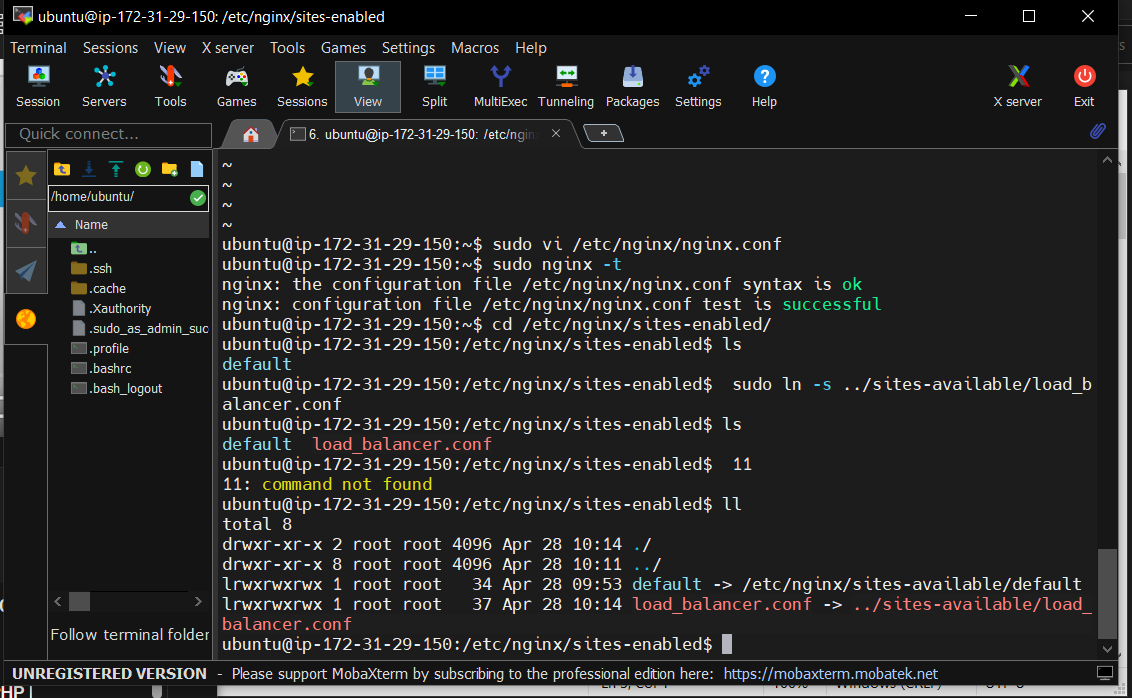 ubuntu@ip-172-31-29-150: /etc/nginx/sites-enabled
Terminal Sessions View X server Tools Games Settings Macros Help
Session Servers Tools Games Sessions View Split MultiExec Tunneling Packages Settings Help X server Exit
Quick connect...
6. ubuntu@ip-172-31-29-150: /etc/nginx
/home/ubuntu/
Name
..
.ssh
.cache
.Xauthority
.sudo_as_admin_suc
.profile
.bashrc
.bash_logout
Follow terminal folder
~
~
~
~
ubuntu@ip-172-31-29-150:~$ sudo vi /etc/nginx/nginx.conf
ubuntu@ip-172-31-29-150:~$ sudo nginx -t
nginx: the configuration file /etc/nginx/nginx.conf syntax is ok
nginx: configuration file /etc/nginx/nginx.conf test is successful
ubuntu@ip-172-31-29-150:~$ cd /etc/nginx/sites-enabled/
ubuntu@ip-172-31-29-150:/etc/nginx/sites-enabled$ ls
default
ubuntu@ip-172-31-29-150:/etc/nginx/sites-enabled$  sudo ln -s ../sites-available/load_b
alancer.conf
ubuntu@ip-172-31-29-150:/etc/nginx/sites-enabled$ ls
default  load_balancer.conf
ubuntu@ip-172-31-29-150:/etc/nginx/sites-enabled$  11
11: command not found
ubuntu@ip-172-31-29-150:/etc/nginx/sites-enabled$ ll
total 8
drwxr-xr-x 2 root root 4096 Apr 28 10:14 ./
drwxr-xr-x 8 root root 4096 Apr 28 10:11 ../
lrwxrwxrwx 1 root root   34 Apr 28 09:53 default -> /etc/nginx/sites-available/default
lrwxrwxrwx 1 root root   37 Apr 28 10:14 load_balancer.conf -> ../sites-available/load_
balancer.conf
ubuntu@ip-172-31-29-150:/etc/nginx/sites-enabled$
UNREGISTERED VERSION - Please support MobaXterm by subscribing to the professional edition here: https://mobaxterm.mobatek.net